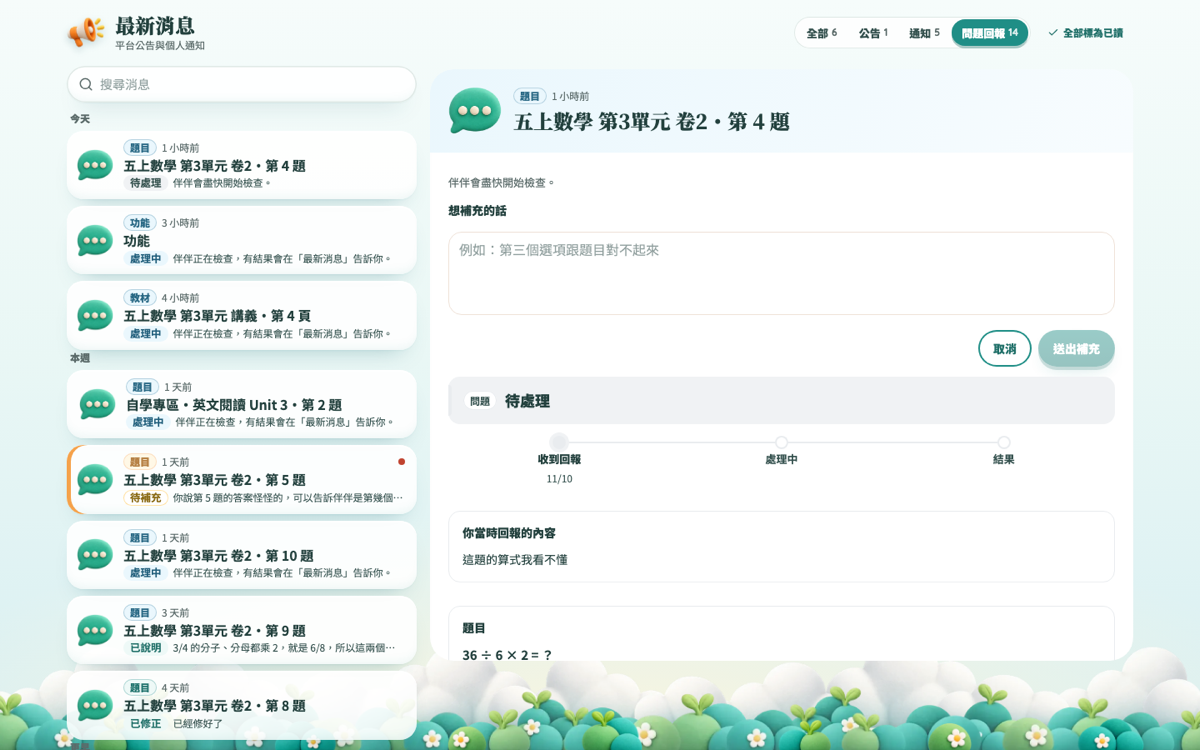 最新消息
平台公告與個人通知
全部 6
公告 1
通知 5
問題回報 14
全部標為已讀
搜尋消息
今天
題目 1 小時前
五上數學 第3單元 卷2・第 4 題
待處理 伴伴會盡快開始檢查。
功能 3 小時前
功能
處理中 伴伴正在檢查，有結果會在「最新消息」告訴你。
教材 4 小時前
五上數學 第3單元 講義・第 4 頁
處理中 伴伴正在檢查，有結果會在「最新消息」告訴你。
本週
題目 1 天前
自學專區・英文閱讀 Unit 3・第 2 題
處理中 伴伴正在檢查，有結果會在「最新消息」告訴你。
題目 1 天前
五上數學 第3單元 卷2・第 5 題
待補充 你說第 5 題的答案怪怪的，可以告訴伴伴是第幾個…
題目 1 天前
五上數學 第3單元 卷2・第 10 題
處理中 伴伴正在檢查，有結果會在「最新消息」告訴你。
題目 3 天前
五上數學 第3單元 卷2・第 9 題
已說明 3/4 的分子、分母都乘 2，就是 6/8，所以這兩個…
題目 4 天前
五上數學 第3單元 卷2・第 8 題
已修正 已經修好了
題目 1 小時前
五上數學 第3單元 卷2・第 4 題
伴伴會盡快開始檢查。
想補充的話
例如：第三個選項跟題目對不起來
取消
送出補充
問題 待處理
收到回報
處理中
結果
11/10
你當時回報的內容
這題的算式我看不懂
題目
36 ÷ 6 × 2 = ？